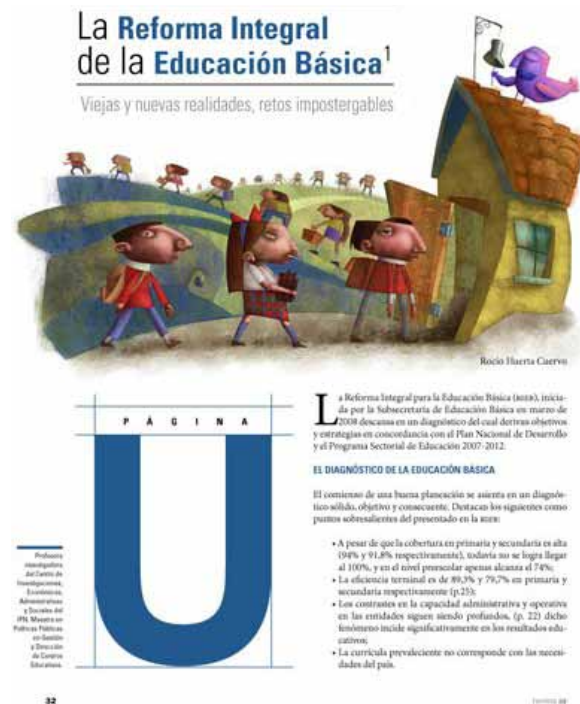 La Reforma Integral
de la Educación Básica¹
Viejas y nuevas realidades, retos impostergables
Rocío Huerta Cuervo
PÁGINA
U
La Reforma Integral para la Educación Básica (RIEB), inicia-
da por la Subsecretaría de Educación Básica en marzo de
2008 descansa en un diagnóstico del cual derivan objetivos
y estrategias en concordancia con el Plan Nacional de Desarrollo
y el Programa Sectorial de Educación 2007-2012.
EL DIAGNÓSTICO DE LA EDUCACIÓN BÁSICA
El comienzo de una buena planeación se asienta en un diagnós-
tico sólido, objetivo y consecuente. Destacan los siguientes como
puntos sobresalientes del presentado en la RIEB:
• A pesar de que la cobertura en primaria y secundaria es alta
(94% y 91.8% respectivamente), todavía no se logra llegar
al 100%, y en el nivel preescolar apenas alcanza el 74%;
• La eficiencia terminal es de 89,3% y 79,7% en primaria y
secundaria respectivamente (p.25);
• Los contrastes en la capacidad administrativa y operativa
en las entidades siguen siendo profundos, (p. 22) dicho
fenómeno incide significativamente en los resultados edu-
cativos;
• La currícula prevaleciente no corresponde con las necesi-
dades del país.
Profesora
investigadora
del Centro de
Investigaciones,
Económicas,
Administrativas
y Sociales del
IPN. Maestra en
Políticas Públicas
en Gestión
y Dirección
de Centros
Educativos.
32